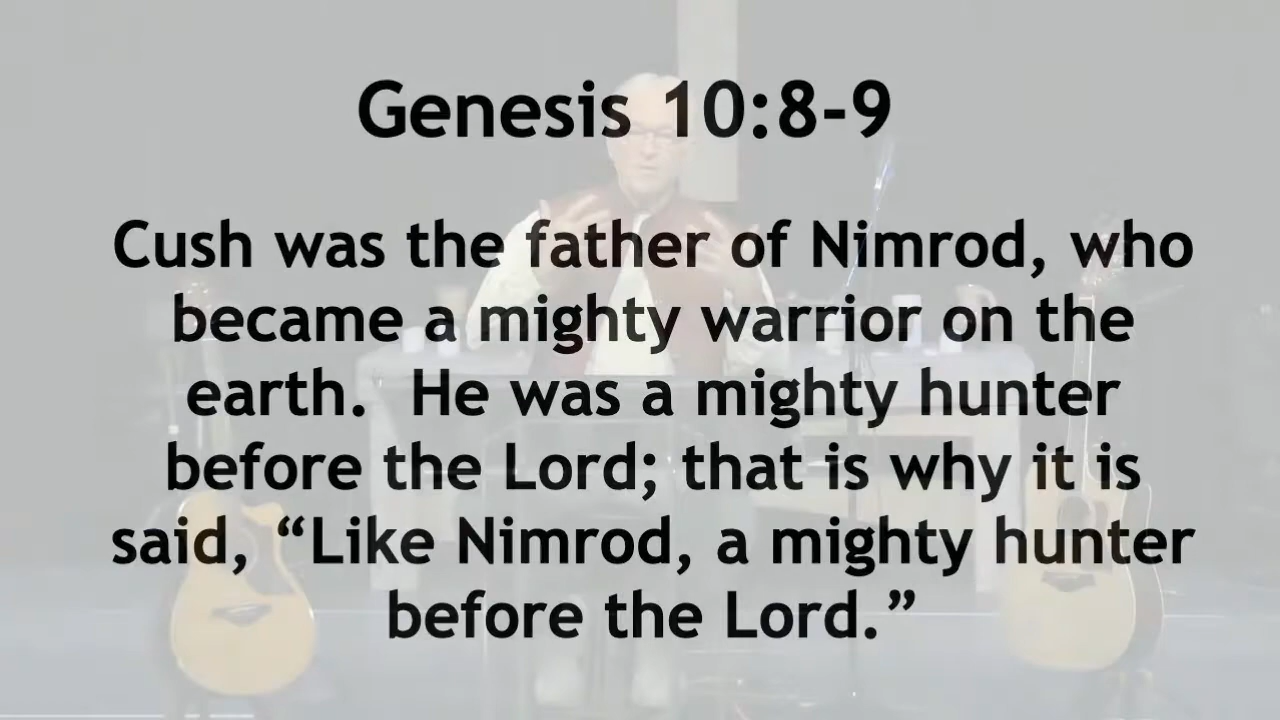 Genesis 10:8-9
Cush was the father of Nimrod, who
became a mighty warrior on the
earth.  He was a mighty hunter
before the Lord; that is why it is
said, “Like Nimrod, a mighty hunter
before the Lord.”